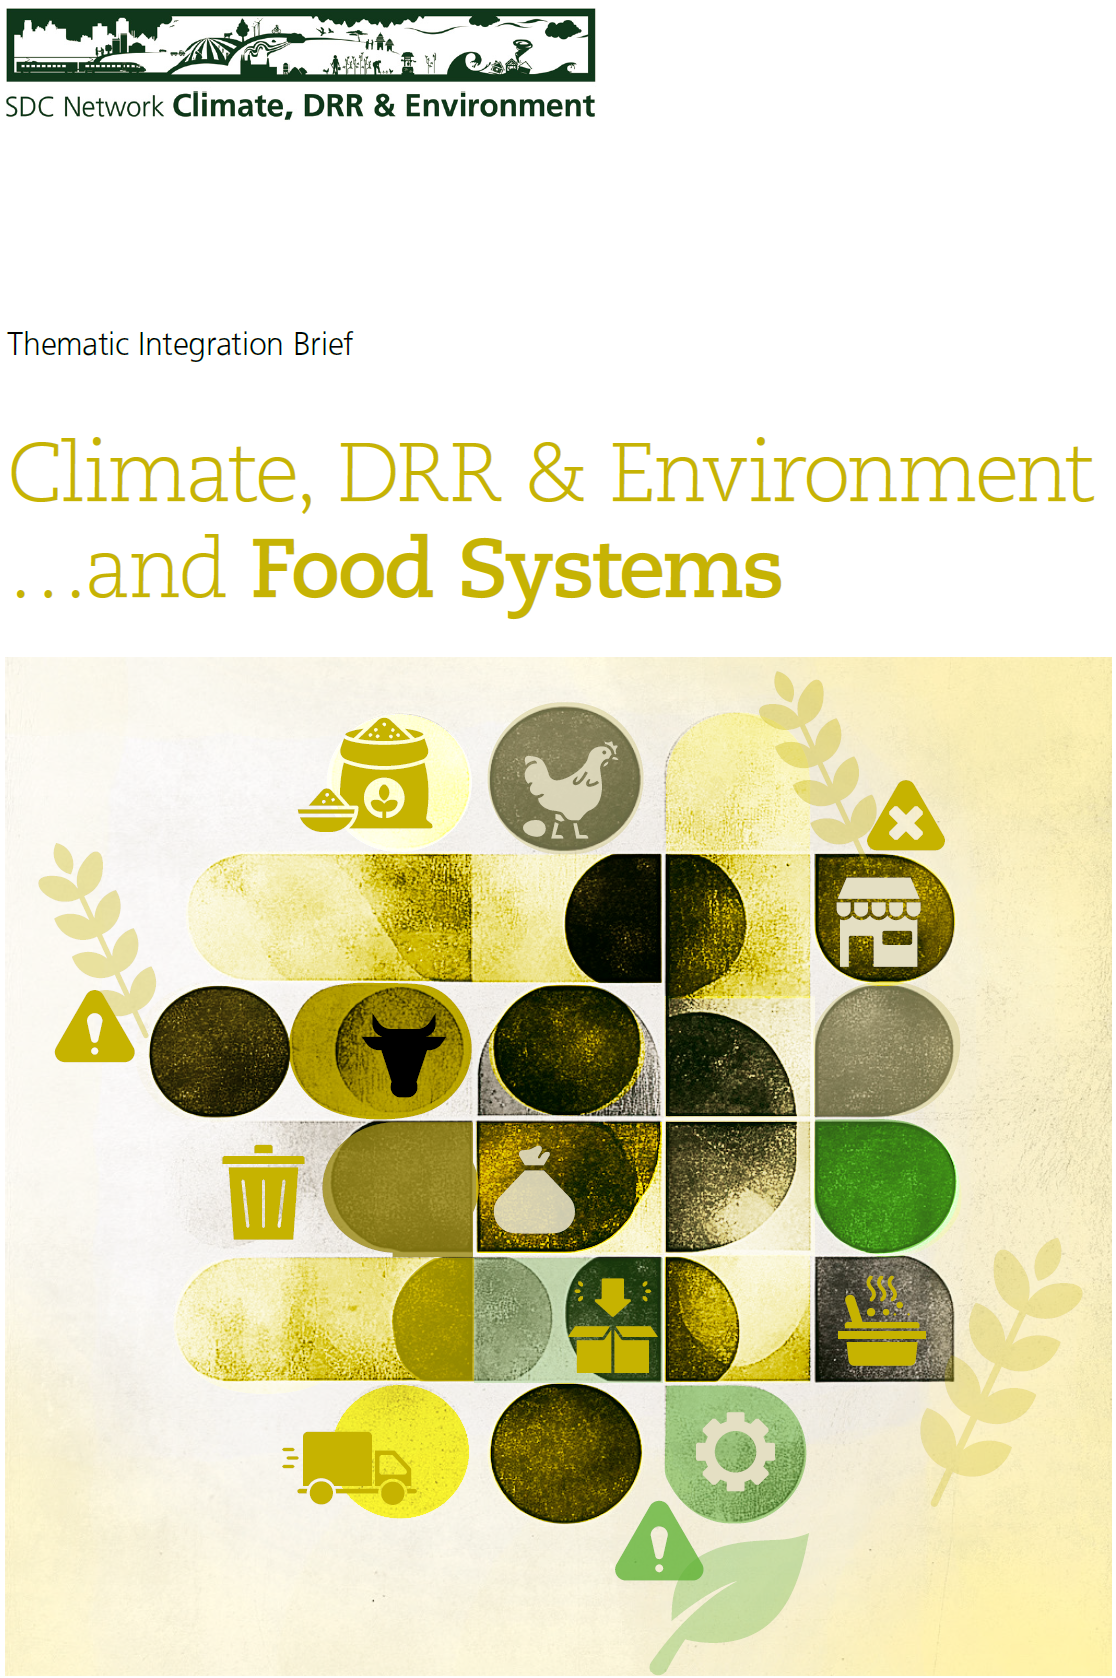 SDC Network Climate, DRR & Environment
Thematic Integration Brief
Climate, DRR & Environment
...and Food Systems